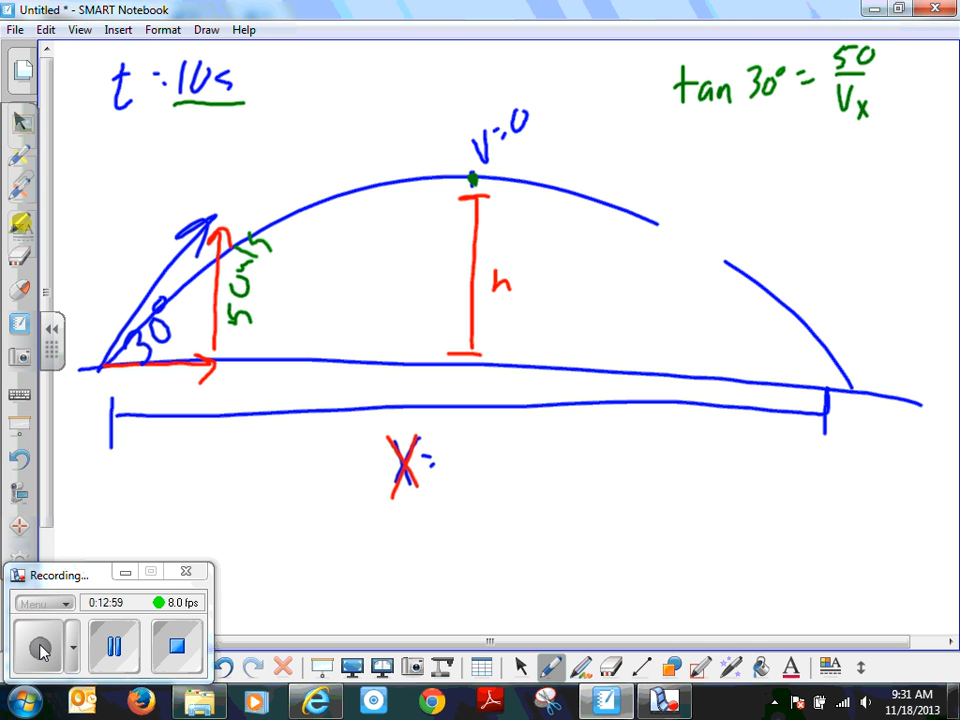 Untitled * - SMART Notebook
File Edit View Insert Format Draw Help
t = 10s
tan 30° = 50/Vx
V=0
50m/s
30°
h
X =
Recording...
Menu
0:12:59
8.0 fps
9:31 AM
11/18/2013